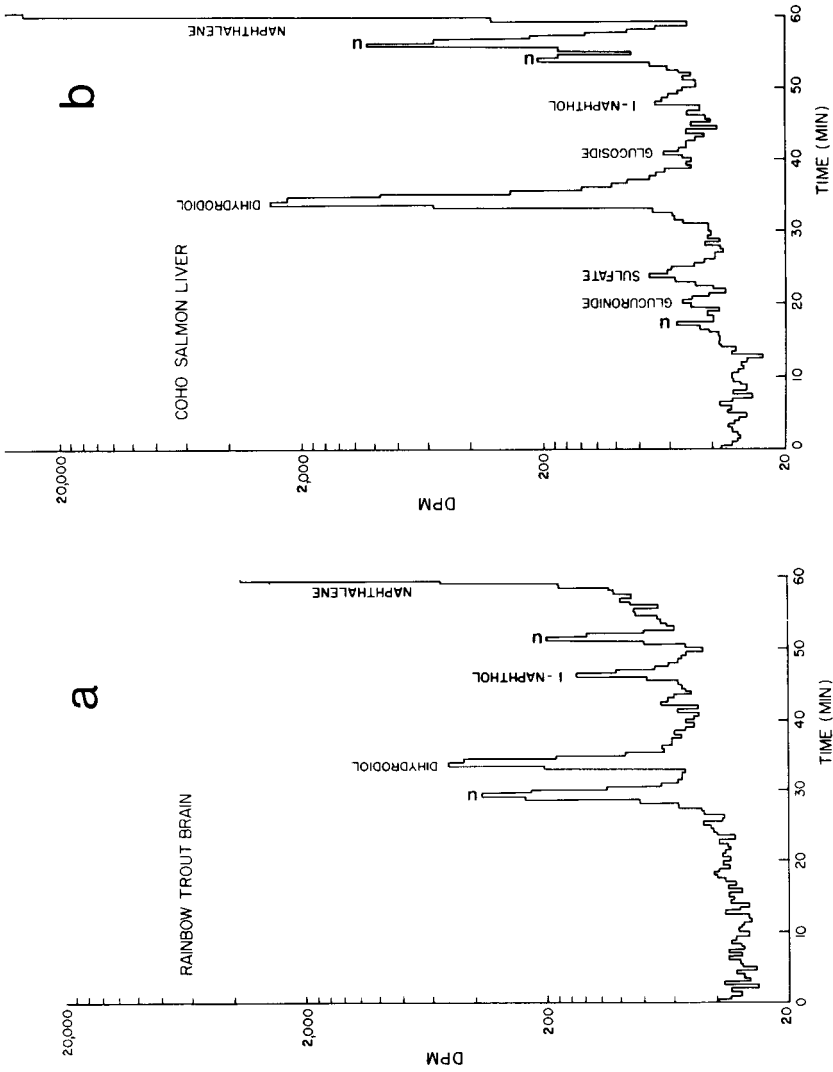 a
RAINBOW TROUT BRAIN
DPM
20,000
2,000
200
20
n
DIHYDRODIOL
1-NAPHTHOL
n
NAPHTHALENE
0 10 20 30 40 50 60
TIME (MIN)
b
COHO SALMON LIVER
DPM
20,000
2,000
200
20
n
GLUCURONIDE
SULFATE
DIHYDRODIOL
GLUCOSIDE
1-NAPHTHOL
n
n
NAPHTHALENE
0 10 20 30 40 50 60
TIME (MIN)